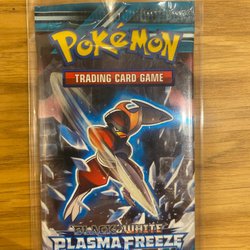 POKéMON
TRADING CARD GAME
BLACK & WHITE
PLASMA FREEZE